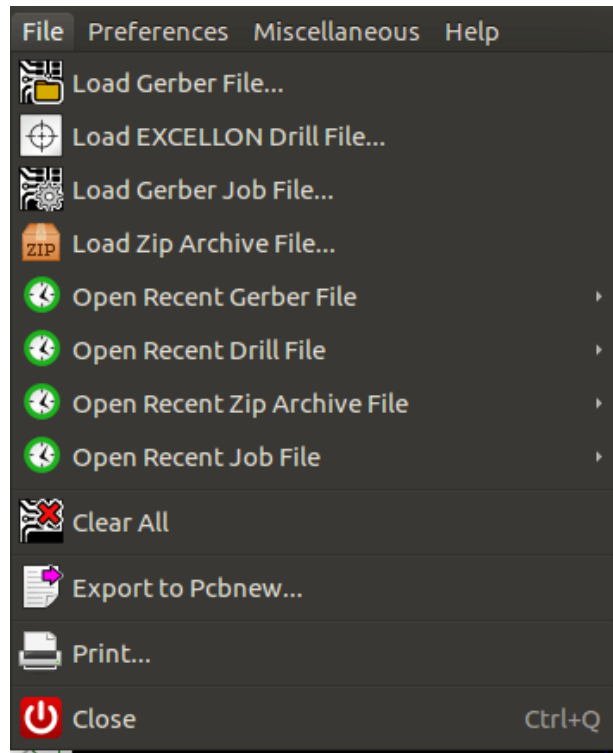 File Preferences Miscellaneous Help
Load Gerber File...
Load EXCELLON Drill File...
Load Gerber Job File...
ZIP Load Zip Archive File...
Open Recent Gerber File
Open Recent Drill File
Open Recent Zip Archive File
Open Recent Job File
Clear All
Export to Pcbnew...
Print...
Close Ctrl+Q